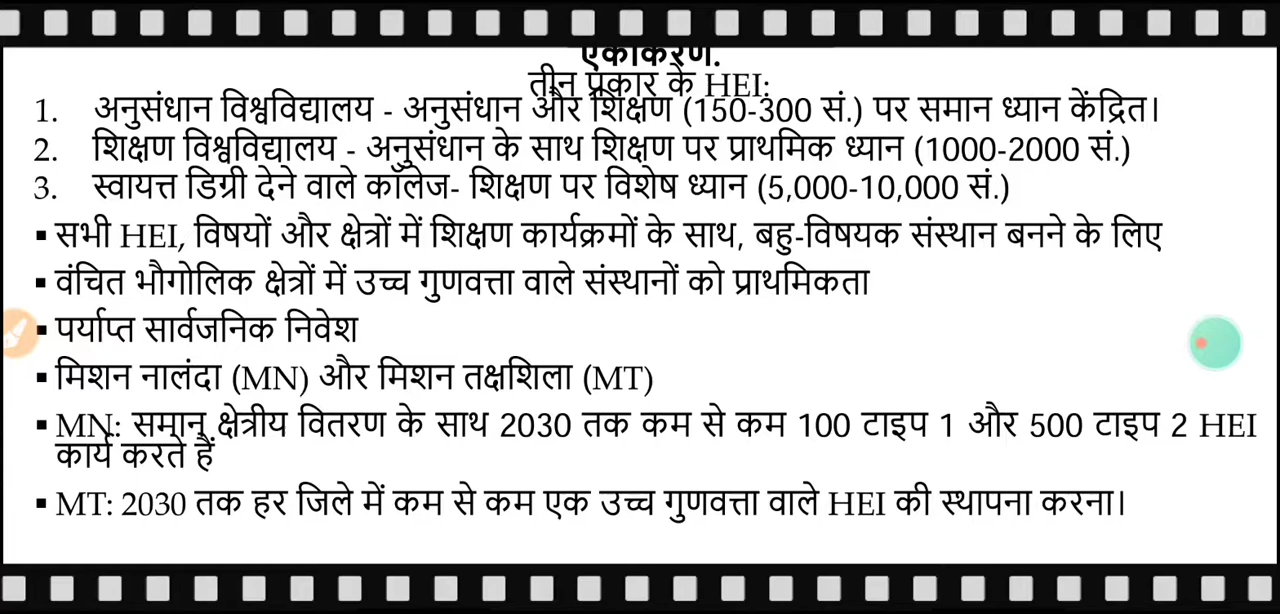 एकीकरण.
तीन प्रकार के HEI:
1. अनुसंधान विश्वविद्यालय - अनुसंधान और शिक्षण (150-300 सं.) पर समान ध्यान केंद्रित।
2. शिक्षण विश्वविद्यालय - अनुसंधान के साथ शिक्षण पर प्राथमिक ध्यान (1000-2000 सं.)
3. स्वायत्त डिग्री देने वाले कॉलेज- शिक्षण पर विशेष ध्यान (5,000-10,000 सं.)
▪ सभी HEI, विषयों और क्षेत्रों में शिक्षण कार्यक्रमों के साथ, बहु-विषयक संस्थान बनने के लिए
▪ वंचित भौगोलिक क्षेत्रों में उच्च गुणवत्ता वाले संस्थानों को प्राथमिकता
▪ पर्याप्त सार्वजनिक निवेश
▪ मिशन नालंदा (MN) और मिशन तक्षशिला (MT)
▪ MN: समान क्षेत्रीय वितरण के साथ 2030 तक कम से कम 100 टाइप 1 और 500 टाइप 2 HEI
कार्य करते हैं
▪ MT: 2030 तक हर जिले में कम से कम एक उच्च गुणवत्ता वाले HEI की स्थापना करना।